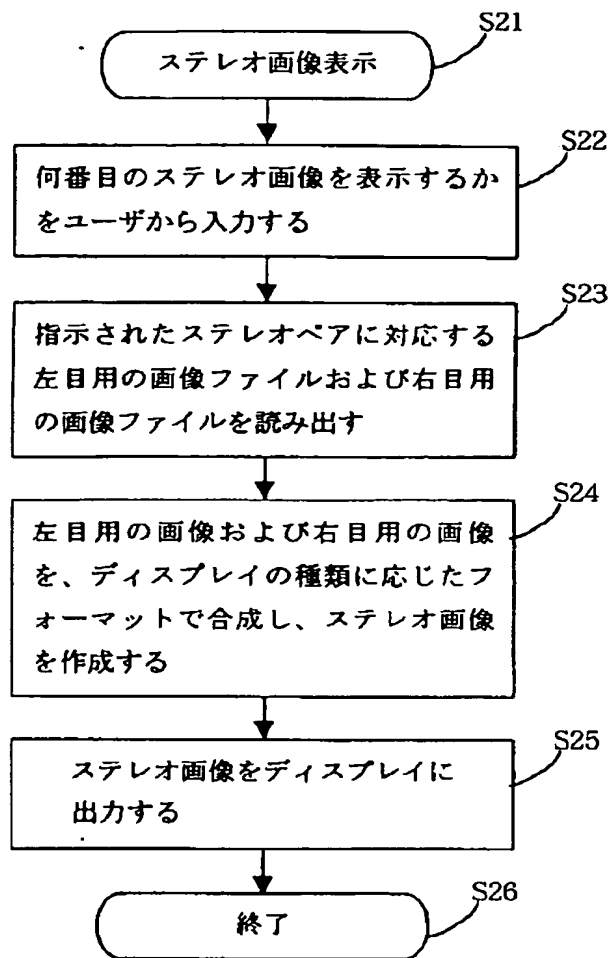 S21
ステレオ画像表示
S22
何番目のステレオ画像を表示するか
をユーザから入力する
S23
指示されたステレオペアに対応する
左目用の画像ファイルおよび右目用
の画像ファイルを読み出す
S24
左目用の画像および右目用の画像
を、ディスプレイの種類に応じたフ
ォーマットで合成し、ステレオ画像
を作成する
S25
ステレオ画像をディスプレイに
出力する
S26
終了